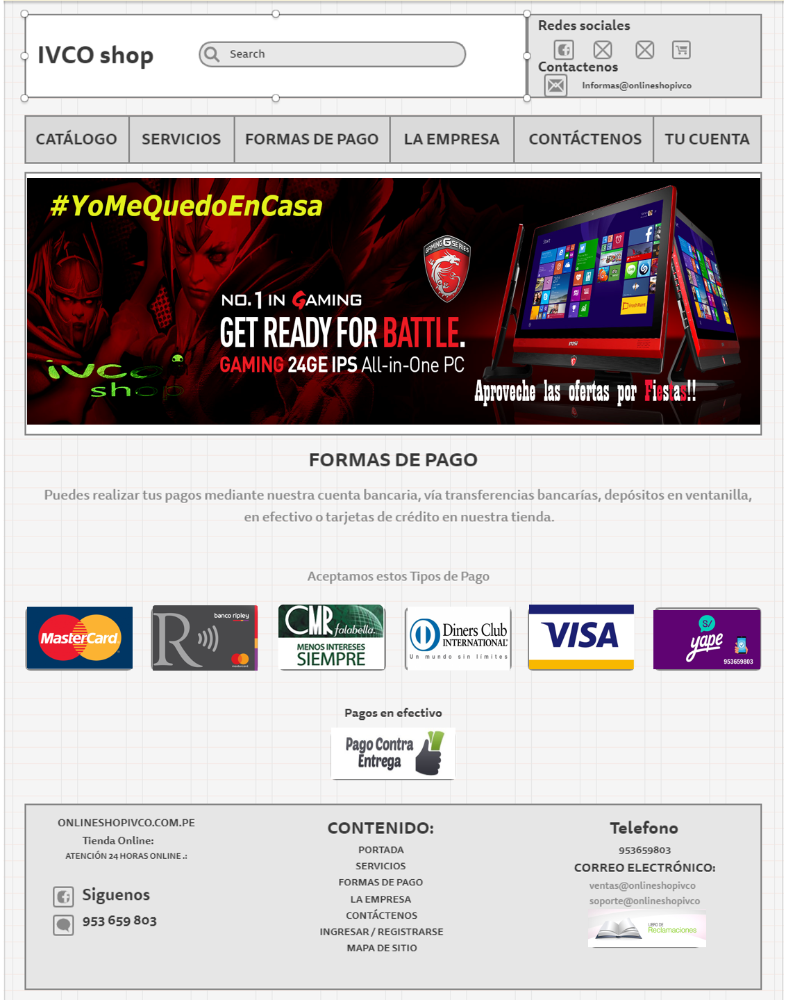 IVCO shop
Search
Redes sociales
Contactenos
Informas@onlineshopivco
CATÁLOGO
SERVICIOS
FORMAS DE PAGO
LA EMPRESA
CONTÁCTENOS
TU CUENTA
#YoMeQuedoEnCasa
GAMING G SERIES
NO.1 IN GAMING
GET READY FOR BATTLE.
GAMING 24GE IPS All-in-One PC
ivco
shop
Start
FreshPaint
msi
Aproveche las ofertas por Fiestas!!
FORMAS DE PAGO
Puedes realizar tus pagos mediante nuestra cuenta bancaria, vía transferencias bancarías, depósitos en ventanilla,
en efectivo o tarjetas de crédito en nuestra tienda.
Aceptamos estos Tipos de Pago
MasterCard
R
banco ripley
mastercard
CMR falabella.
MENOS INTERESES
SIEMPRE
Diners Club
INTERNATIONAL®
Un mundo sin límites
VISA
S/
yape
953659803
Pagos en efectivo
Pago Contra
Entrega
ONLINESHOPIVCO.COM.PE
Tienda Online:
ATENCIÓN 24 HORAS ONLINE .:
Siguenos
953 659 803
CONTENIDO:
PORTADA
SERVICIOS
FORMAS DE PAGO
LA EMPRESA
CONTÁCTENOS
INGRESAR / REGISTRARSE
MAPA DE SITIO
Telefono
953659803
CORREO ELECTRÓNICO:
ventas@onlineshopivco
soporte@onlineshopivco
LIBRO DE
Reclamaciones